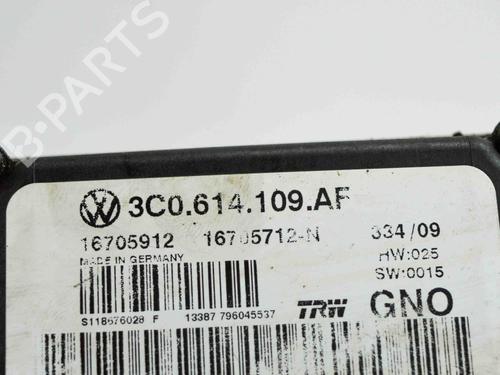 3C0.614.109.AF
16705912 16705712-N 334/09
MADE IN GERMANY HW:025
SW:0015
S118676028 F 13387 796045537 TRW GNO
B-PARTS